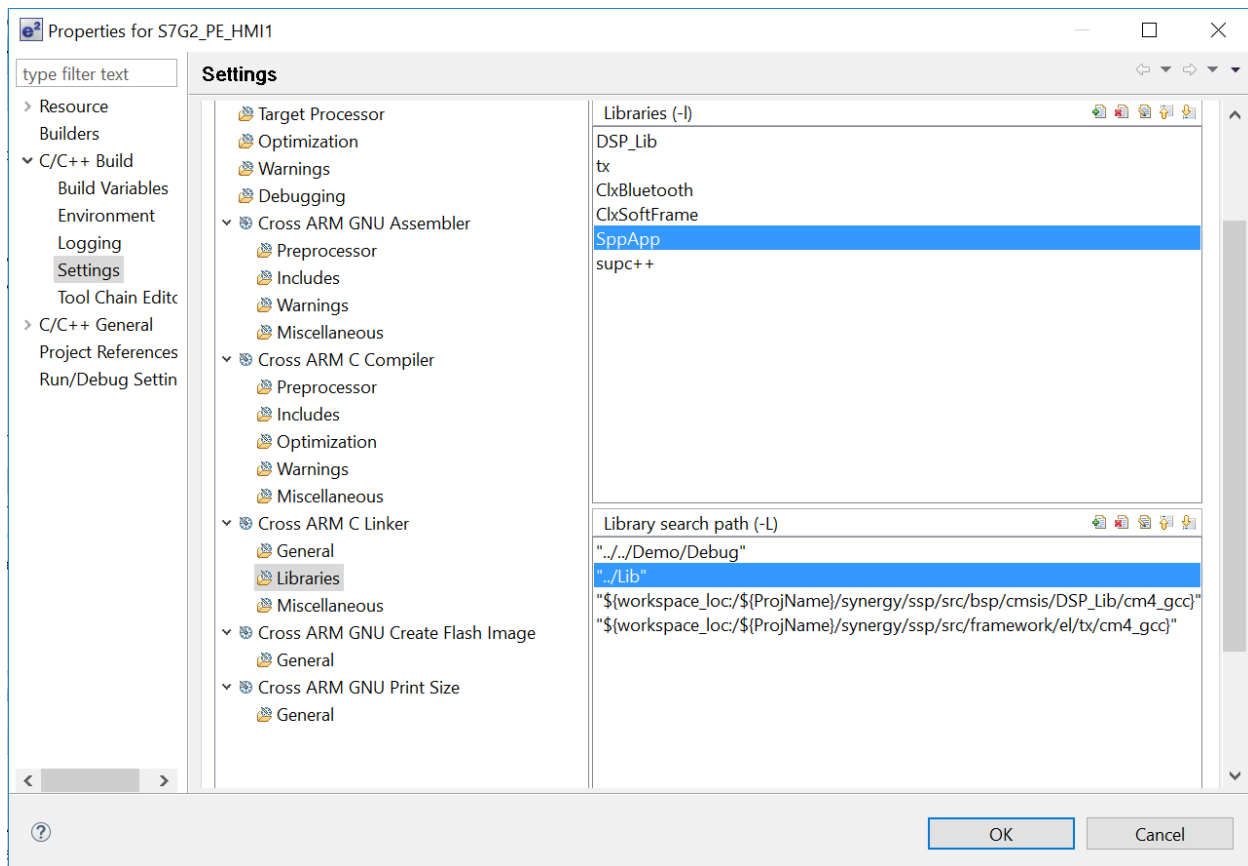 e² Properties for S7G2_PE_HMI1
type filter text
Resource
Builders
C/C++ Build
Build Variables
Environment
Logging
Settings
Tool Chain Edito
C/C++ General
Project References
Run/Debug Settin
Settings
Target Processor
Optimization
Warnings
Debugging
Cross ARM GNU Assembler
Preprocessor
Includes
Warnings
Miscellaneous
Cross ARM C Compiler
Preprocessor
Includes
Optimization
Warnings
Miscellaneous
Cross ARM C Linker
General
Libraries
Miscellaneous
Cross ARM GNU Create Flash Image
General
Cross ARM GNU Print Size
General
Libraries (-l)
DSP_Lib
tx
ClxBluetooth
ClxSoftFrame
SppApp
supc++
Library search path (-L)
"../../Demo/Debug"
"../Lib"
"${workspace_loc:/${ProjName}/synergy/ssp/src/bsp/cmsis/DSP_Lib/cm4_gcc}"
"${workspace_loc:/${ProjName}/synergy/ssp/src/framework/el/tx/cm4_gcc}"
?
OK
Cancel